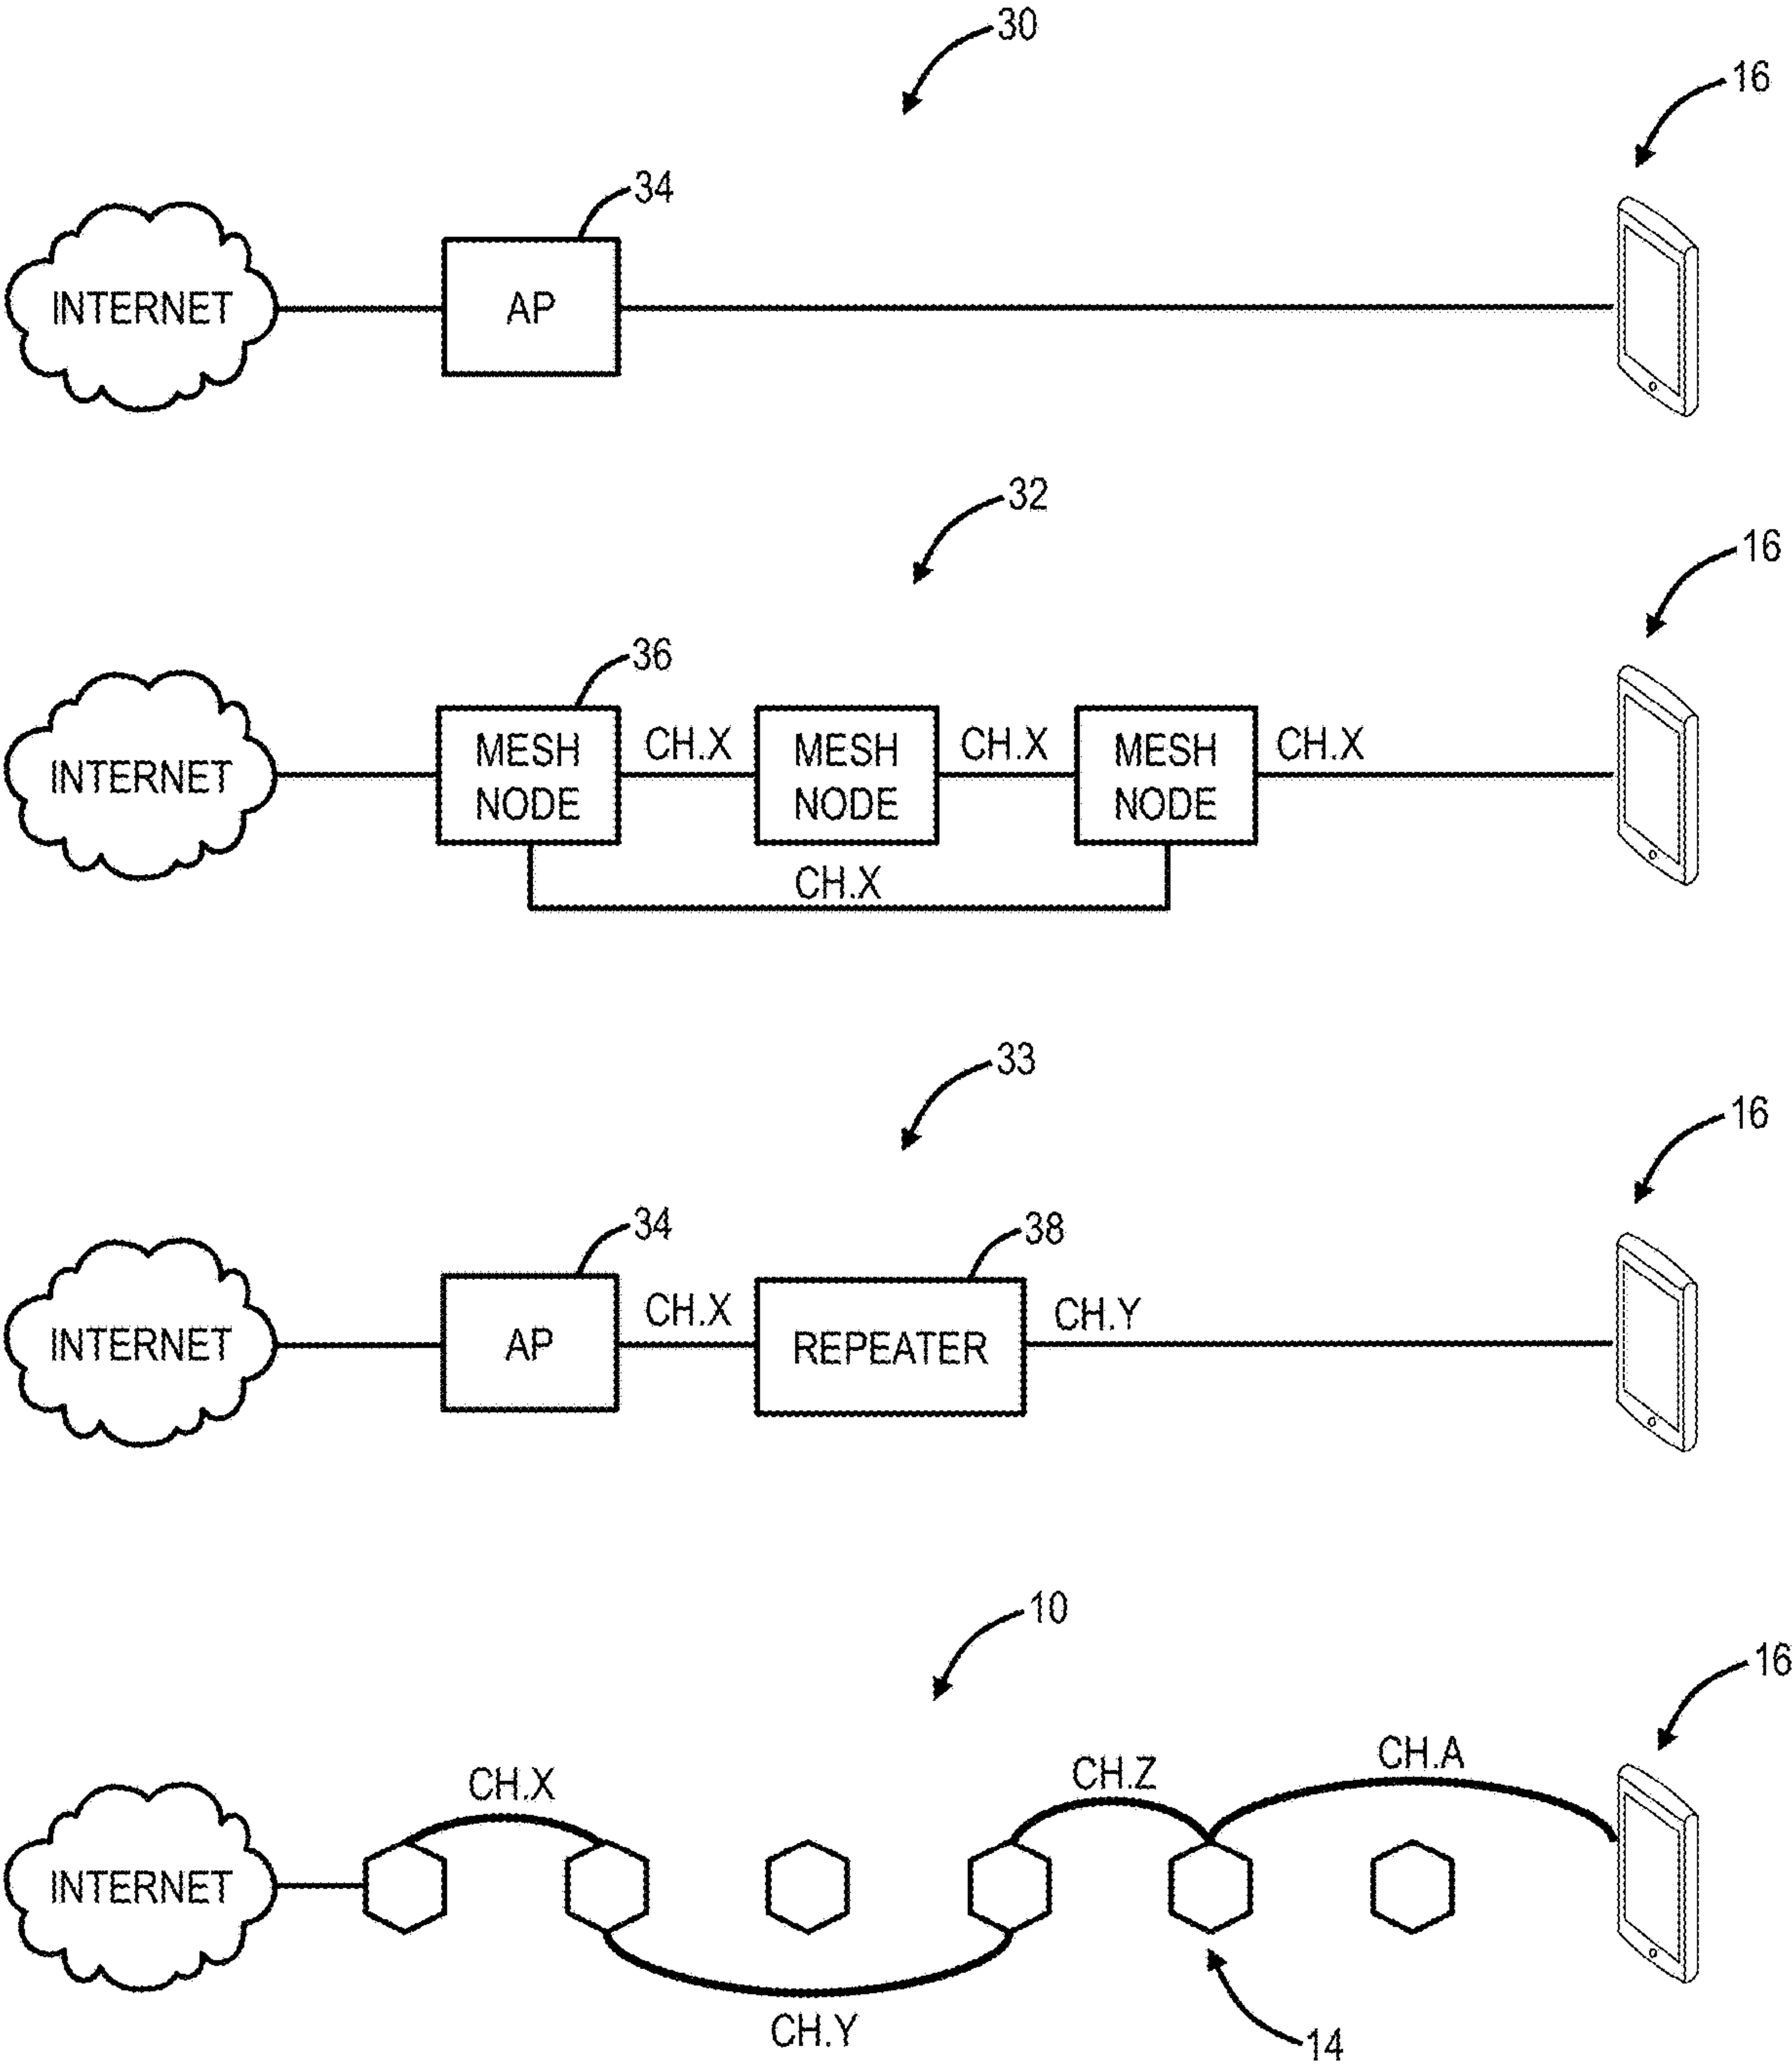 30
16
34
INTERNET
AP
32
16
36
INTERNET
MESH NODE
CH.X
MESH NODE
CH.X
MESH NODE
CH.X
CH.X
33
16
34
38
INTERNET
AP
CH.X
REPEATER
CH.Y
10
16
INTERNET
CH.X
CH.Z
CH.A
CH.Y
14